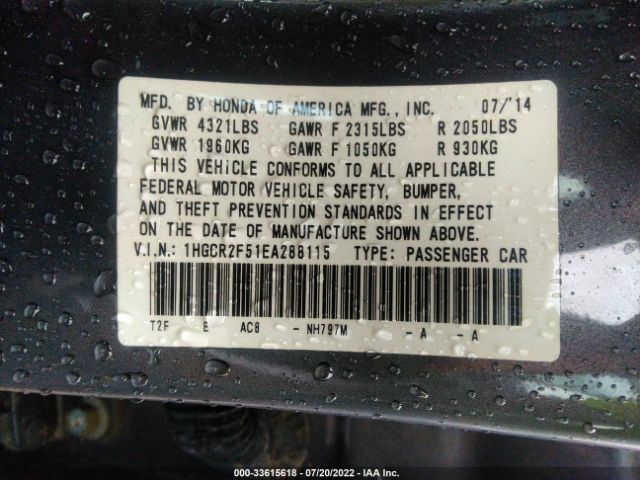 MFD. BY HONDA OF AMERICA MFG., INC. 07/14
GVWR 4321LBS GAWR F 2315LBS R 2050LBS
GVWR 1960KG GAWR F 1050KG R 930KG
THIS VEHICLE CONFORMS TO ALL APPLICABLE
FEDERAL MOTOR VEHICLE SAFETY, BUMPER,
AND THEFT PREVENTION STANDARDS IN EFFECT
ON THE DATE OF MANUFACTURE SHOWN ABOVE.
V.I.N.: 1HGCR2F51EA288115 TYPE: PASSENGER CAR
T2F E AC8 - NH797M - A - A
000-33615618 - 07/20/2022 - IAA Inc.